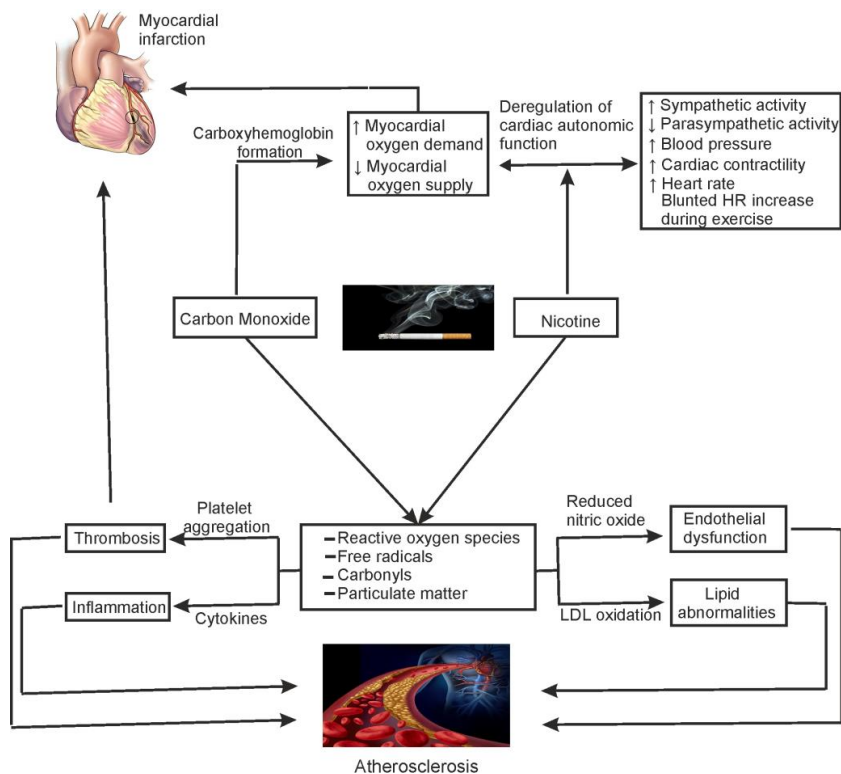 Myocardial
infarction
Carboxyhemoglobin
formation
↑ Myocardial
oxygen demand
↓ Myocardial
oxygen supply
Deregulation of
cardiac autonomic
function
↑ Sympathetic activity
↓ Parasympathetic activity
↑ Blood pressure
↑ Cardiac contractility
↑ Heart rate
Blunted HR increase
during exercise
Carbon Monoxide
Nicotine
Platelet
aggregation
Thrombosis
Inflammation
Cytokines
– Reactive oxygen species
– Free radicals
– Carbonyls
– Particulate matter
Reduced
nitric oxide
Endothelial
dysfunction
LDL oxidation
Lipid
abnormalities
Atherosclerosis